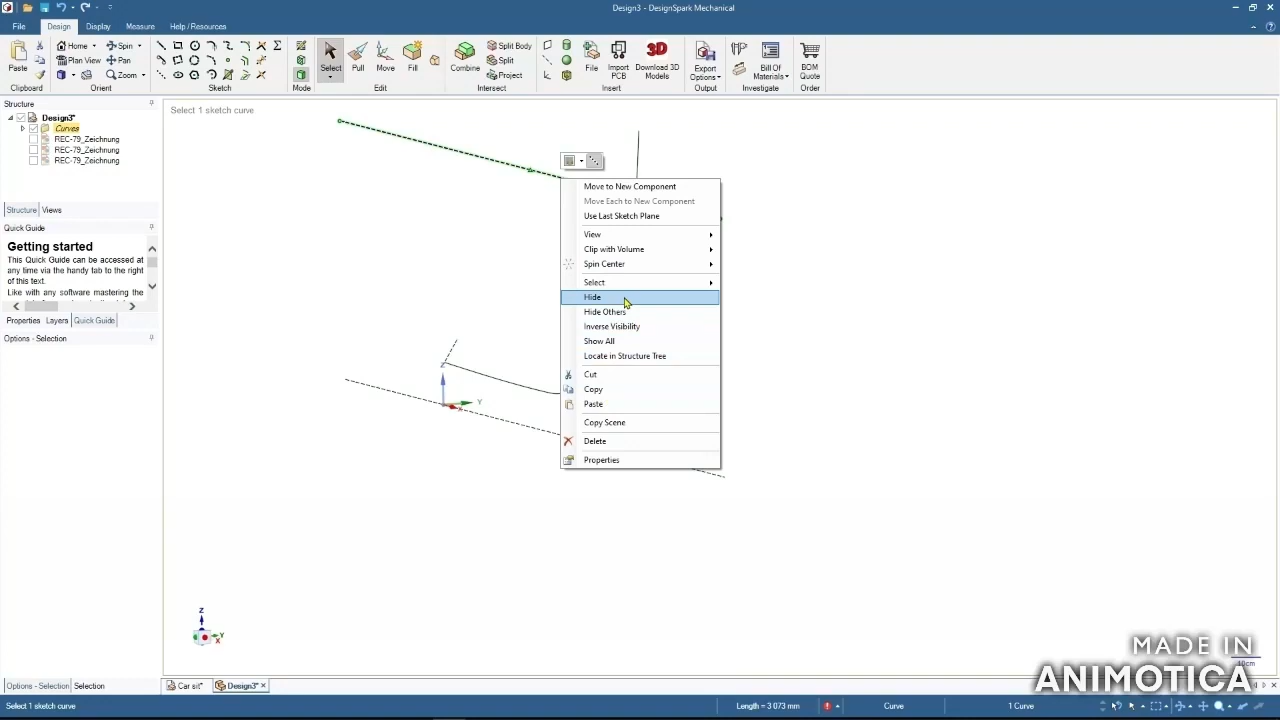 Design3 - DesignSpark Mechanical
File Design Display Measure Help / Resources
Paste
Home Plan View
Spin Pan Zoom
Select Pull Move Fill
Combine Split Body Split Project
File Import PCB Download 3D Models
Export Options
Bill Of Materials
BOM Quote
Clipboard Orient Sketch Mode Edit Intersect Insert Output Investigate Order
Structure
Design3*
Curves
REC-79_Zeichnung
REC-79_Zeichnung
REC-79_Zeichnung
Structure Views
Quick Guide
Getting started
This Quick Guide can be accessed at
any time via the handy tab to the right
of this text.
Like with any software mastering the
Properties Layers Quick Guide
Options - Selection
Select 1 sketch curve
Move to New Component
Move Each to New Component
Use Last Sketch Plane
View
Clip with Volume
Spin Center
Select
Hide
Hide Others
Inverse Visibility
Show All
Locate in Structure Tree
Cut
Copy
Paste
Copy Scene
Delete
Properties
Z
Y
X
Z
Y
X
MADE IN
ANIMOTICA
10cm
Options - Selection Selection
Car sit* Design3*
Select 1 sketch curve Length = 3 073 mm Curve 1 Curve